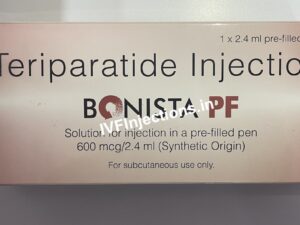 1 x 2.4 ml pre-filled
Teriparatide Injectio
BONISTA PF
IVFInjections.in
Solution for injection in a pre-filled pen
600 mcg/2.4 ml (Synthetic Origin)
For subcutaneous use only.